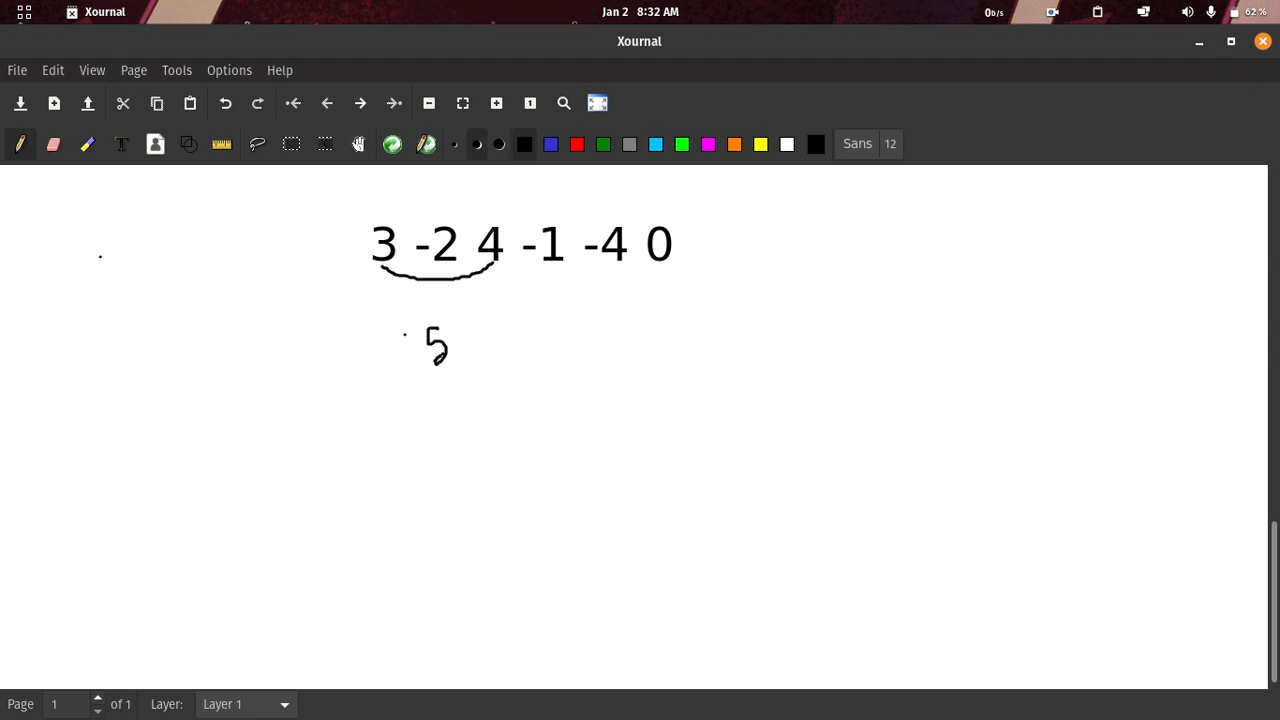 Xournal Jan 2 8:32 AM 0B/s 62 %
Xournal
File Edit View Page Tools Options Help
Sans 12
3 -2 4 -1 -4 0
5
Page 1 of 1 Layer: Layer 1